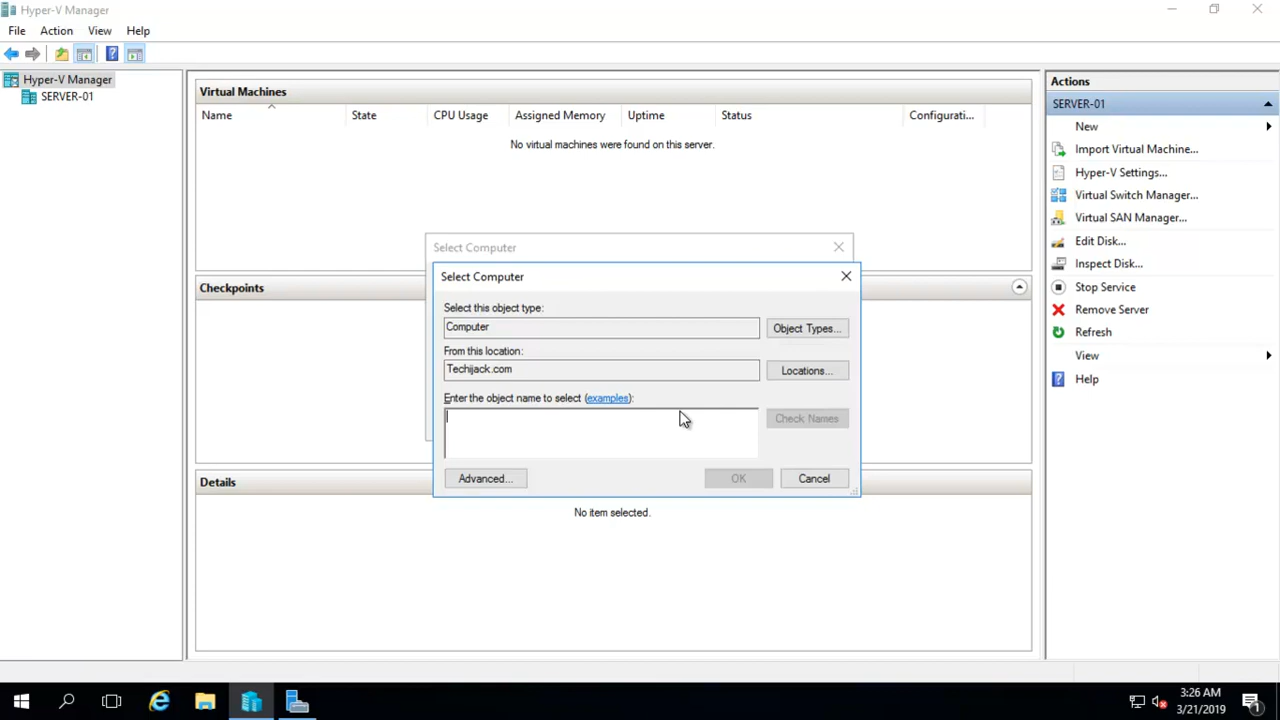 Hyper-V Manager
File Action View Help
Hyper-V Manager
SERVER-01
Virtual Machines
Name State CPU Usage Assigned Memory Uptime Status Configurati...
No virtual machines were found on this server.
Checkpoints
Details
No item selected.
Select Computer
Select Computer
Select this object type:
Computer
Object Types...
From this location:
Techijack.com
Locations...
Enter the object name to select (examples):
Check Names
Advanced...
OK
Cancel
Actions
SERVER-01
New
Import Virtual Machine...
Hyper-V Settings...
Virtual Switch Manager...
Virtual SAN Manager...
Edit Disk...
Inspect Disk...
Stop Service
Remove Server
Refresh
View
Help
3:26 AM
3/21/2019
1